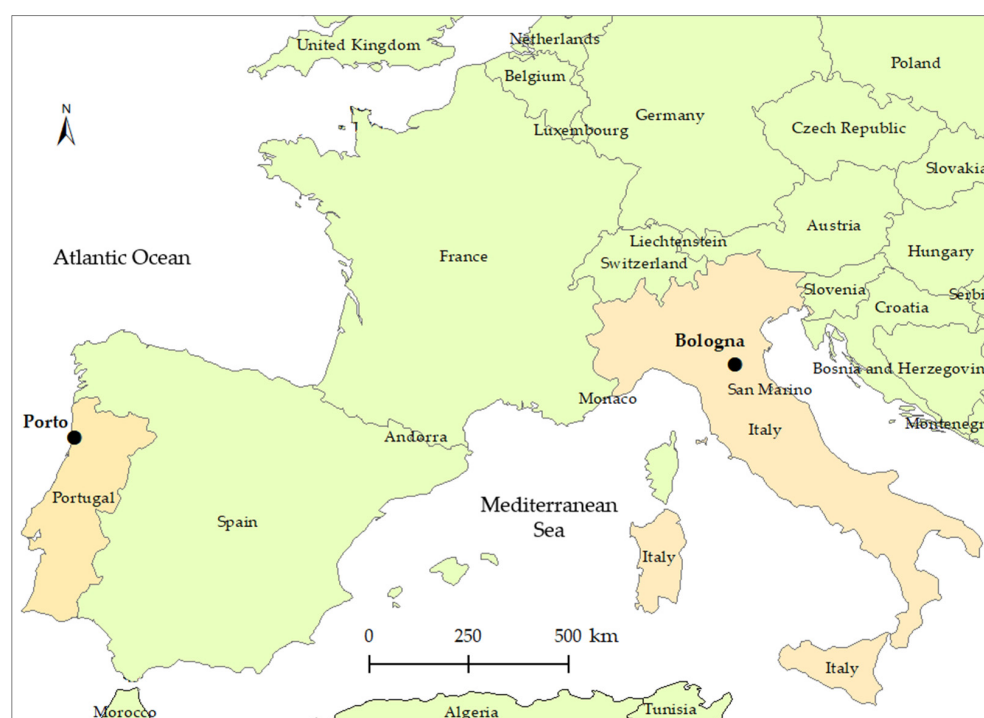 United Kingdom
Netherlands
Poland
Belgium
N
Germany
Czech Republic
Luxembourg
Slovakia
Austria
Liechtenstein
Hungary
Atlantic Ocean
France
Switzerland
Slovenia
Serbi
Croatia
Bologna
Bosnia and Herzegovin
San Marino
Monaco
Porto
Andorra
Italy
Montenegr
Portugal
Mediterranean
Sea
Spain
Italy
0 250 500 km
Italy
Morocco
Algeria
Tunisia